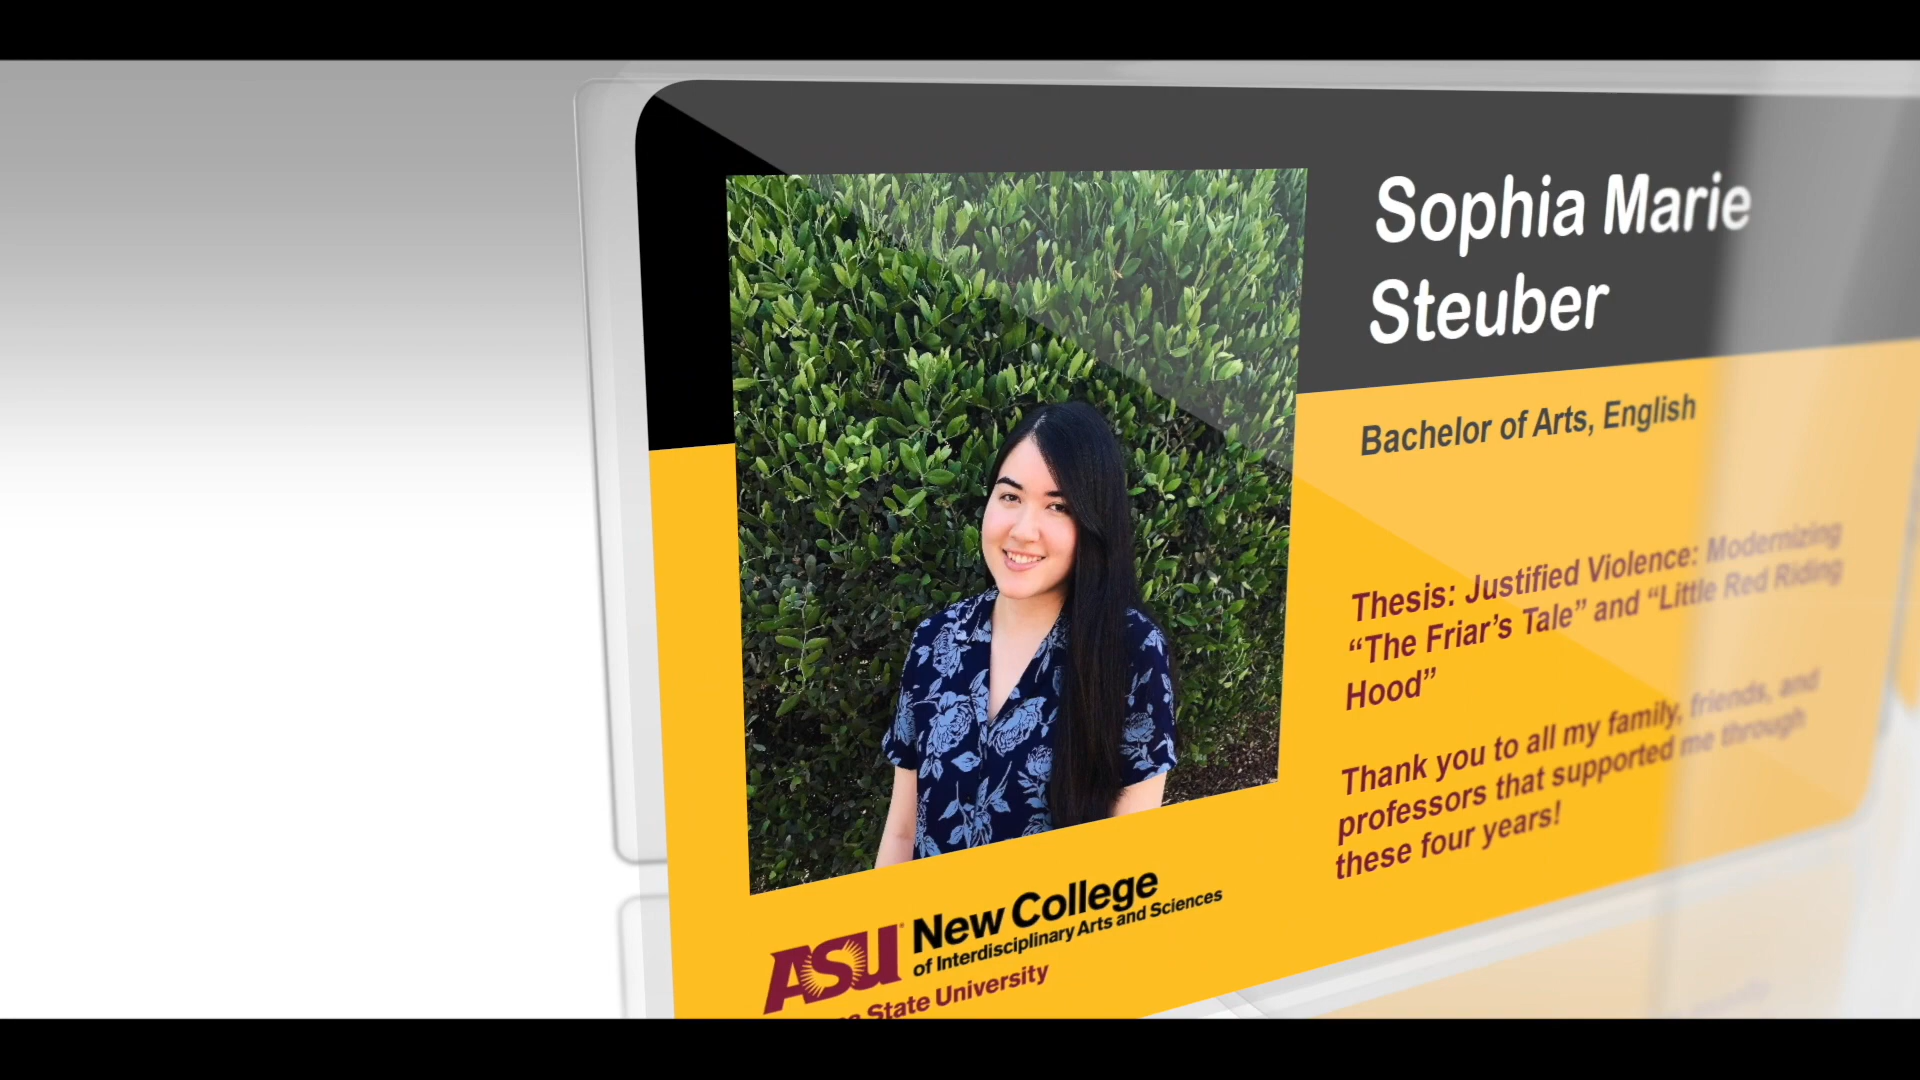 Sophia Marie
Steuber
Bachelor of Arts, English
Thesis: Justified Violence: Modernizing
“The Friar’s Tale” and “Little Red Riding
Hood”
Thank you to all my family, friends, and
professors that supported me through
these four years!
ASU New College
of Interdisciplinary Arts and Sciences
State University